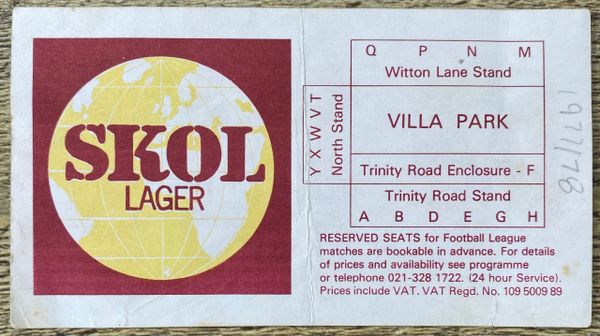 SKOL
LAGER
Q P N M
Witton Lane Stand
Y X W V T
North Stand
VILLA PARK
Trinity Road Enclosure - F
Trinity Road Stand
A B D E G H
RESERVED SEATS for Football League
matches are bookable in advance. For details
of prices and availability see programme
or telephone 021-328 1722. (24 hour Service).
Prices include VAT. VAT Regd. No. 109 5009 89
1977/78